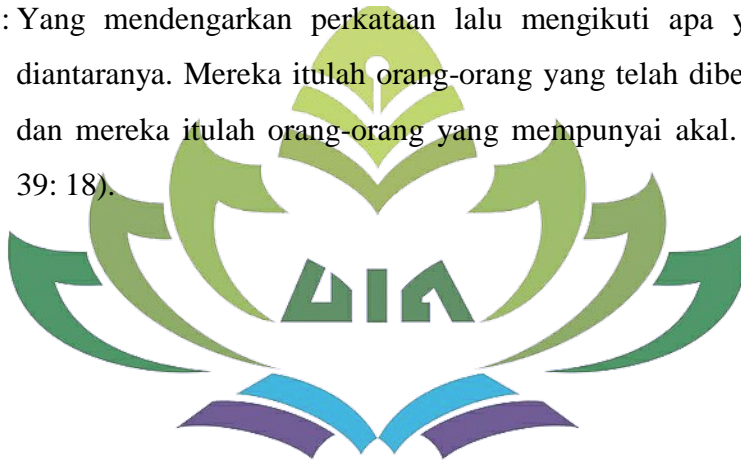 : Yang mendengarkan perkataan lalu mengikuti apa y
diantaranya. Mereka itulah orang-orang yang telah dibe
dan mereka itulah orang-orang yang mempunyai akal.
39: 18).
UIN